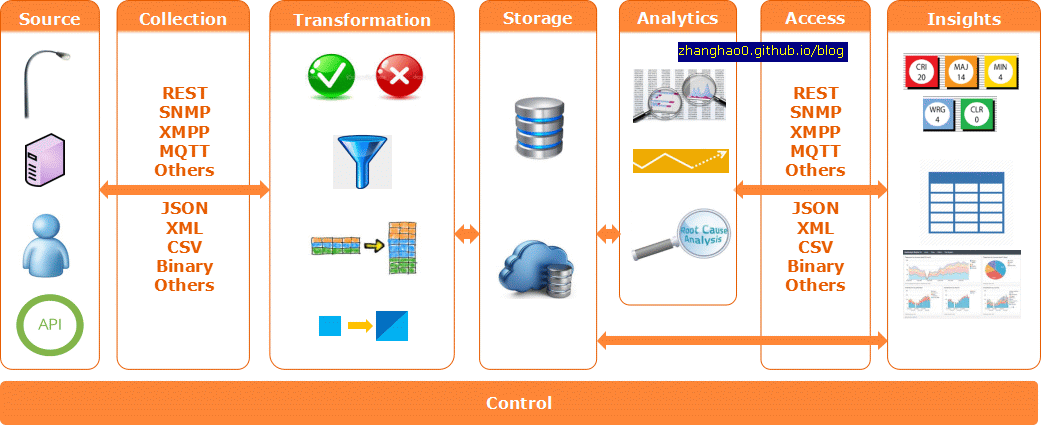 Source
Collection
Transformation
Storage
Analytics
Access
Insights
zhanghao0.github.io/blog
API
REST
SNMP
XMPP
MQTT
Others
JSON
XML
CSV
Binary
Others
Root Cause
Analysis
REST
SNMP
XMPP
MQTT
Others
JSON
XML
CSV
Binary
Others
CRI
20
MAJ
14
MIN
4
WRG
4
CLR
0
Control